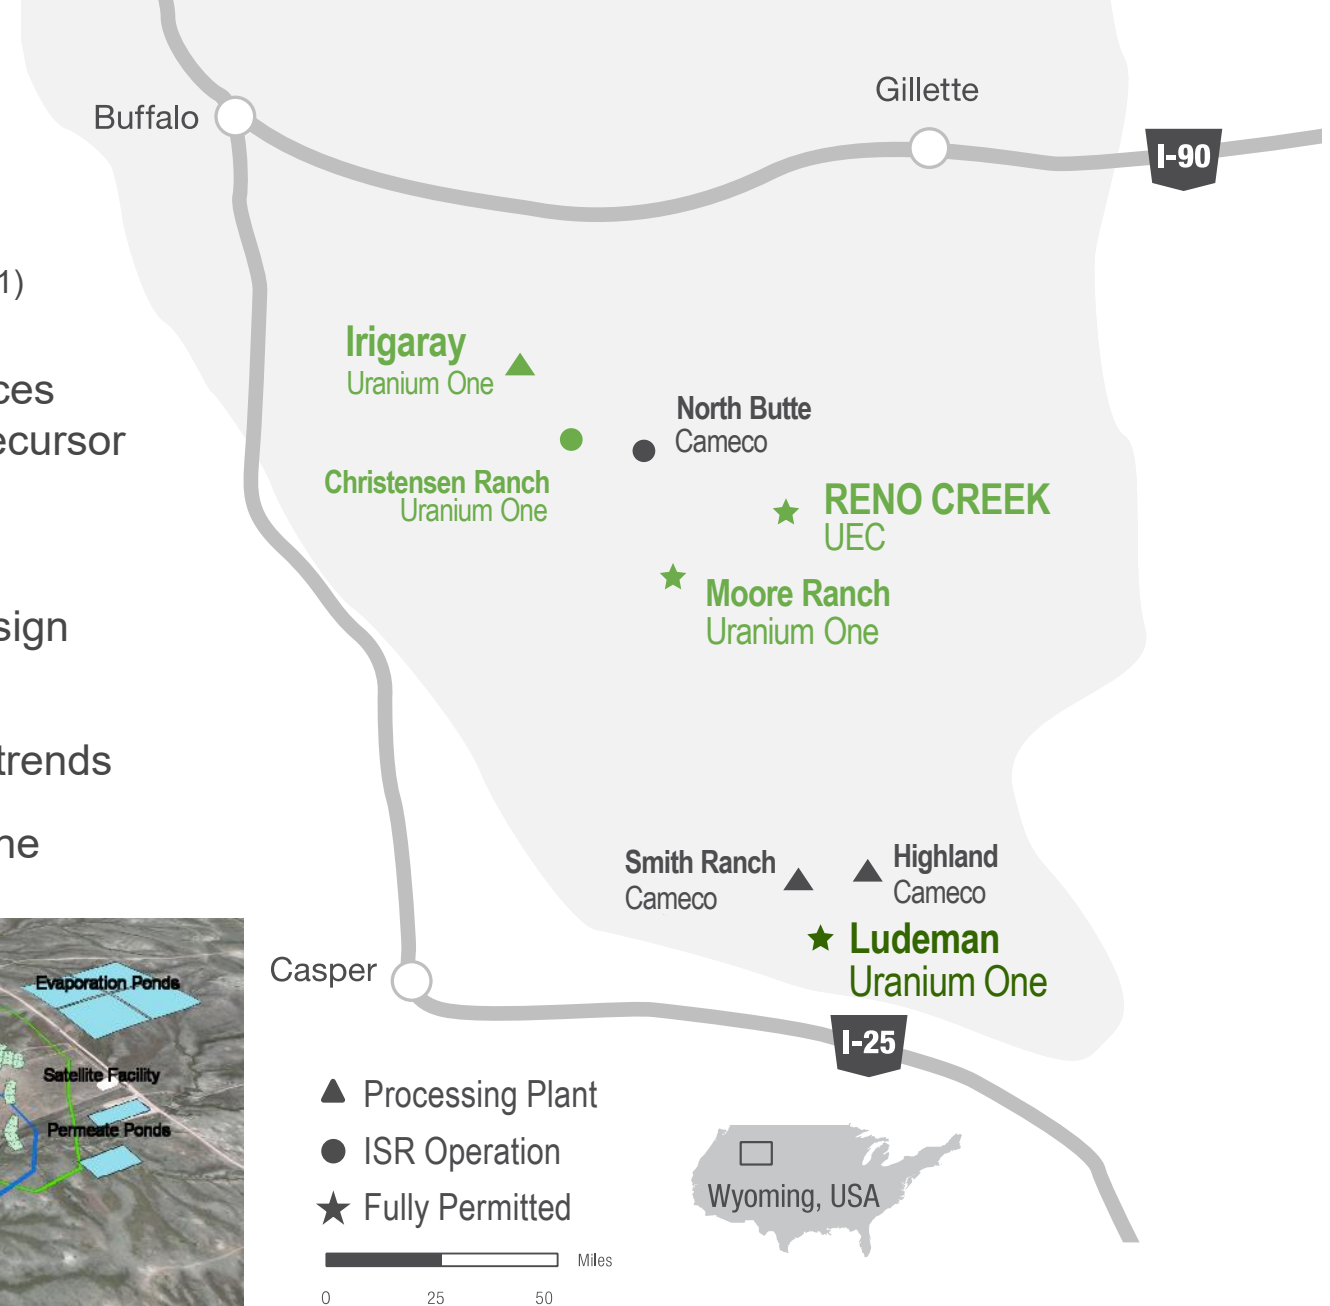 Buffalo
Gillette
I-90
1)
Irigaray
Uranium One
ces
ecursor
North Butte
Cameco
Christensen Ranch
Uranium One
RENO CREEK
UEC
Moore Ranch
Uranium One
sign
trends
ne
Smith Ranch
Cameco
Highland
Cameco
Ludeman
Uranium One
Casper
I-25
Evaporation Ponds
Satellite Facility
Permeate Ponds
Processing Plant
ISR Operation
Fully Permitted
Miles
0 25 50
Wyoming, USA